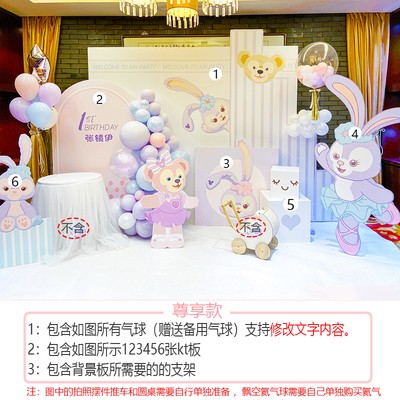 WELCOME TO MY PARTY
1
2
1ST
BIRTHDAY
张镜伊
3
4
5
6
不含
不含
尊享款
1：包含如图所有气球（赠送备用气球）支持修改文字内容。
2：包含如图所示123456张kt板
3：包含背景板所需要的的支架
注：图中的拍照摆件推车和圆桌需要自行单独准备，飘空氦气球需要自己单独购买氦气